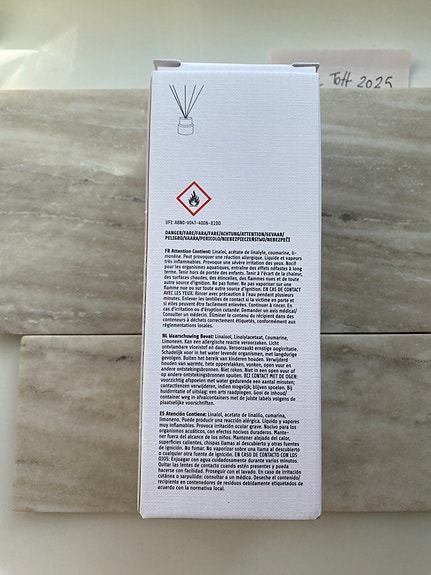 Toft 2025
UFI: A8N0-V04T-400N-X1D0
DANGER/FARE/FARA/FARE/ACHTUNG/ATTENTION/GEVAAR/
PELIGRO/VAARA/PERICOLO/NIEBEZPIECZEŃSTWO/NEBEZPEČÍ
FR Attention Contient: Linalol, acétate de linalyle, coumarine, li-
monène. Peut provoquer une réaction allergique. Liquide et vapeurs
très inflammables. Provoque une sévère irritation des yeux. Nocif
pour les organismes aquatiques, entraîne des effets néfastes à long
terme. Tenir hors de portée des enfants. Tenir à l'écart de la chaleur,
des surfaces chaudes, des étincelles, des flammes nues et de toute
autre source d'ignition. Ne pas fumer. Ne pas vaporiser sur une
flamme nue ou sur toute autre source d'ignition. EN CAS DE CONTACT
AVEC LES YEUX: Rincer avec précaution à l'eau pendant plusieurs
minutes. Enlever les lentilles de contact si la victime en porte et
si elles peuvent être facilement enlevées. Continuer à rincer. En
cas d'irritation ou d'éruption cutanée: Demander un avis médical/
Consulter un médecin. Éliminer le contenu du récipient dans des
conteneurs à déchets correctement étiquetés, conformément aux
réglementations locales.
NL Waarschuwing Bevat: Linalool, Linalylacetaat, Coumarine,
Limoneen. Kan een allergische reactie veroorzaken. Licht
ontvlambare vloeistof en damp. Veroorzaakt ernstige oogirritatie.
Schadelijk voor in het water levende organismen, met langdurige
gevolgen. Buiten het bereik van kinderen houden. Verwijderd
houden van warmte, hete oppervlakken, vonken, open vuur en
andere ontstekingsbronnen. Niet roken. Niet in een open vuur of
op andere ontstekingsbronnen spuiten. BIJ CONTACT MET DE OGEN:
voorzichtig afspoelen met water gedurende een aantal minuten;
contactlenzen verwijderen, indien mogelijk; blijven spoelen. Bij
huidirritatie of uitslag: een arts raadplegen. Gooi de inhoud/
container weg in afvalcontainers met de juiste labels volgens de
plaatselijke voorschriften.
ES Atención Contiene: Linalol, acetato de linalilo, cumarina,
limoneno. Puede producir una reacción alérgica. Líquido y vapores
muy inflamables. Provoca irritación ocular grave. Nocivo para los
organismos acuáticos, con efectos nocivos duraderos. Mante-
ner fuera del alcance de los niños. Mantener alejado del calor,
superficies calientes, chispas llamas al descubierto y otras fuentes
de ignición. No fumar. No vaporizar sobre una llama al descubierto
o cualquier otra fuente de ignición. EN CASO DE CONTACTO CON LOS
OJOS: Enjuagar con agua cuidadosamente durante varios minutos.
Quitar las lentes de contacto cuando estén presentes y pueda
hacerse con facilidad. Proseguir con el lavado. En caso de irritación
cutánea o sarpullido: consultar a un médico. Deseche el contenido/
recipiente en contenedores de residuos debidamente etiquetados de
acuerdo con la normativa local.